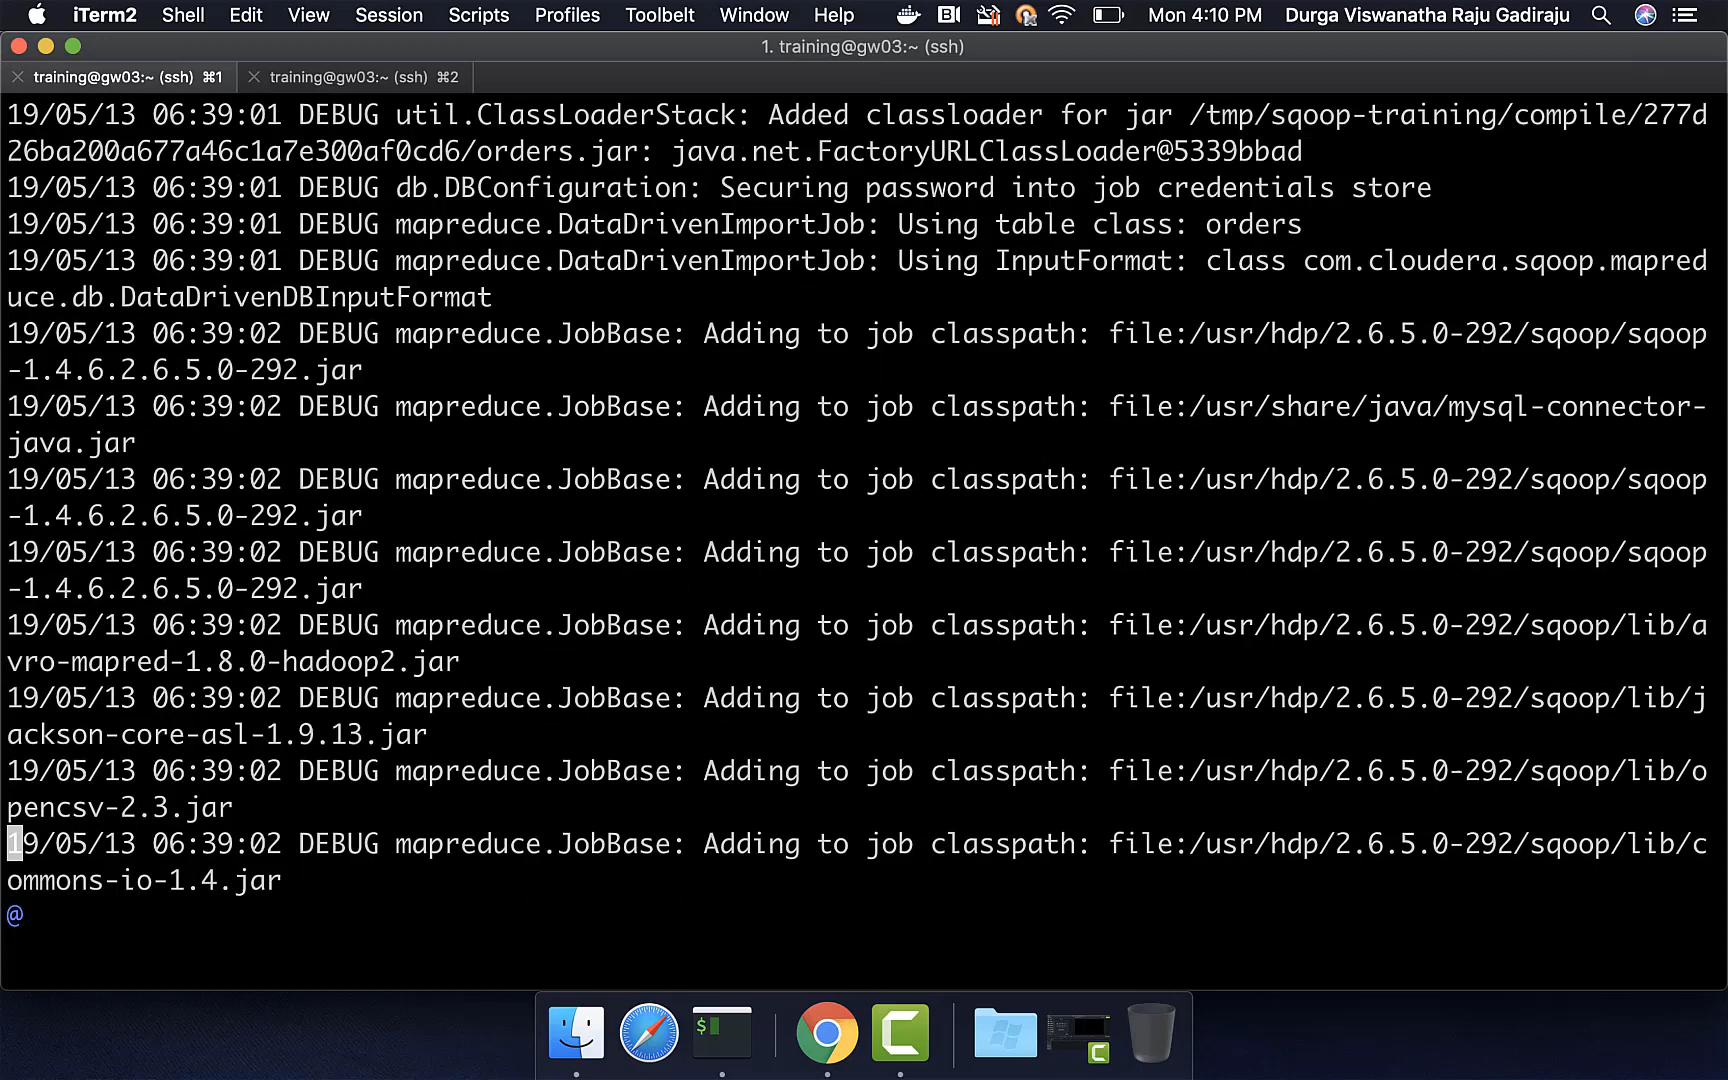 iTerm2 Shell Edit View Session Scripts Profiles Toolbelt Window Help Mon 4:10 PM Durga Viswanatha Raju Gadiraju
1. training@gw03:~ (ssh)
training@gw03:~ (ssh) ⌘1 training@gw03:~ (ssh) ⌘2
19/05/13 06:39:01 DEBUG util.ClassLoaderStack: Added classloader for jar /tmp/sqoop-training/compile/277d
26ba200a677a46c1a7e300af0cd6/orders.jar: java.net.FactoryURLClassLoader@5339bbad
19/05/13 06:39:01 DEBUG db.DBConfiguration: Securing password into job credentials store
19/05/13 06:39:01 DEBUG mapreduce.DataDrivenImportJob: Using table class: orders
19/05/13 06:39:01 DEBUG mapreduce.DataDrivenImportJob: Using InputFormat: class com.cloudera.sqoop.mapred
uce.db.DataDrivenDBInputFormat
19/05/13 06:39:02 DEBUG mapreduce.JobBase: Adding to job classpath: file:/usr/hdp/2.6.5.0-292/sqoop/sqoop
-1.4.6.2.6.5.0-292.jar
19/05/13 06:39:02 DEBUG mapreduce.JobBase: Adding to job classpath: file:/usr/share/java/mysql-connector-
java.jar
19/05/13 06:39:02 DEBUG mapreduce.JobBase: Adding to job classpath: file:/usr/hdp/2.6.5.0-292/sqoop/sqoop
-1.4.6.2.6.5.0-292.jar
19/05/13 06:39:02 DEBUG mapreduce.JobBase: Adding to job classpath: file:/usr/hdp/2.6.5.0-292/sqoop/sqoop
-1.4.6.2.6.5.0-292.jar
19/05/13 06:39:02 DEBUG mapreduce.JobBase: Adding to job classpath: file:/usr/hdp/2.6.5.0-292/sqoop/lib/a
vro-mapred-1.8.0-hadoop2.jar
19/05/13 06:39:02 DEBUG mapreduce.JobBase: Adding to job classpath: file:/usr/hdp/2.6.5.0-292/sqoop/lib/j
ackson-core-asl-1.9.13.jar
19/05/13 06:39:02 DEBUG mapreduce.JobBase: Adding to job classpath: file:/usr/hdp/2.6.5.0-292/sqoop/lib/o
pencsv-2.3.jar
19/05/13 06:39:02 DEBUG mapreduce.JobBase: Adding to job classpath: file:/usr/hdp/2.6.5.0-292/sqoop/lib/c
ommons-io-1.4.jar
@